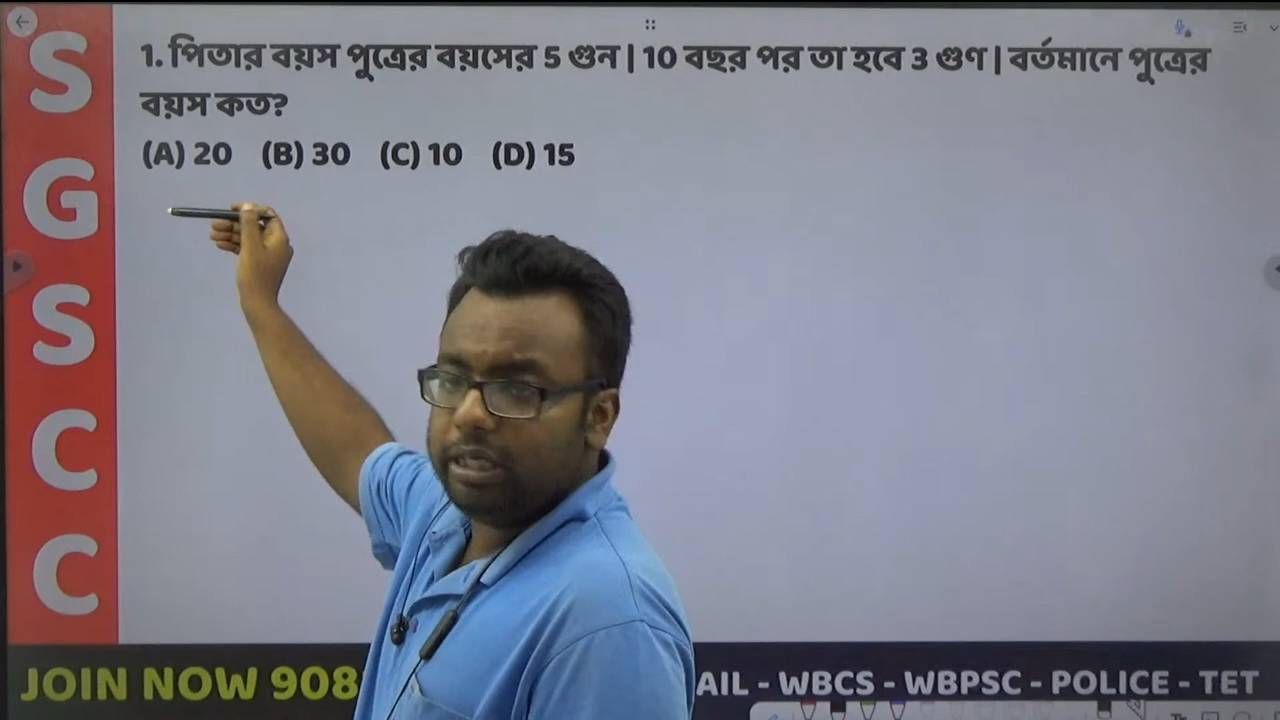 S
G
S
C
C
1. পিতার বয়স পুত্রের বয়সের 5 গুন | 10 বছর পর তা হবে 3 গুণ | বর্তমানে পুত্রের
বয়স কত?
(A) 20 (B) 30 (C) 10 (D) 15
JOIN NOW 908
AIL - WBCS - WBPSC - POLICE - TET